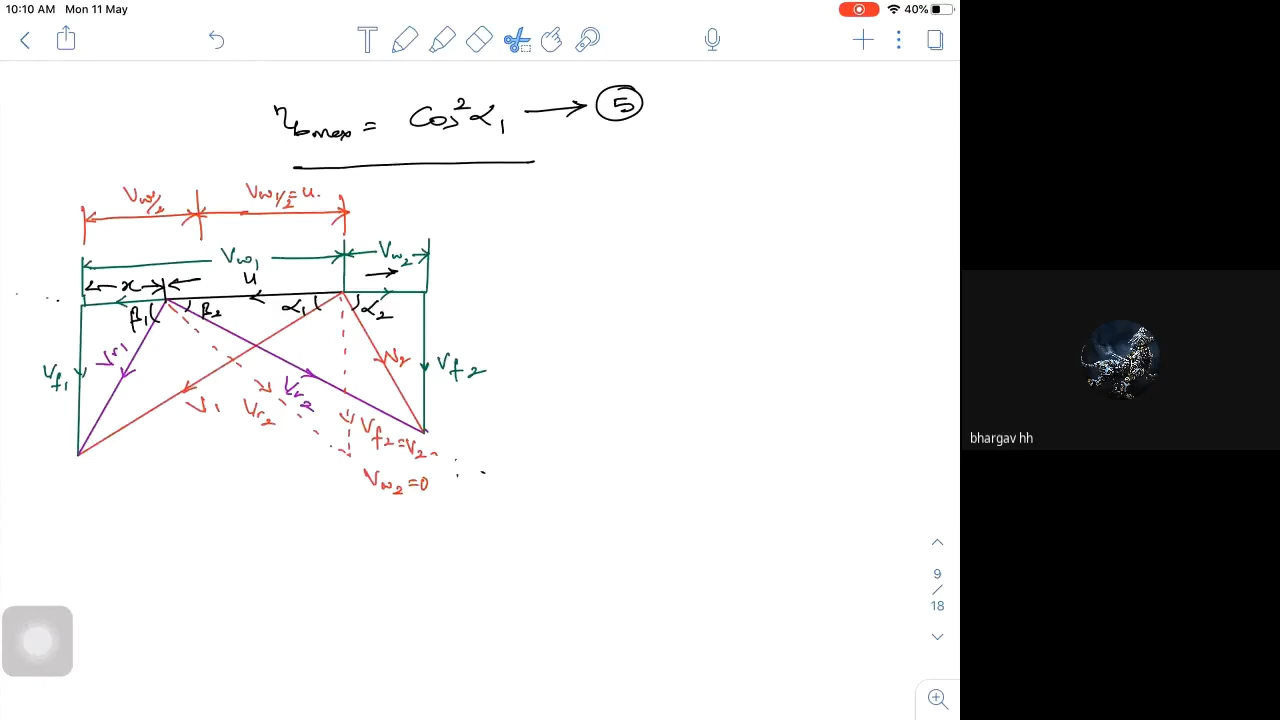 10:10 AM Mon 11 May
40%
T
ηbmax = Cos²α₁ → ⑤
Vw/2 Vw₁/2 = u.
Vw₁ Vw₂
x u
β₁ β₂ α₁ α₂
Vf₁ Vr₁ V₁ Vr₂ Vr₂ V₂ Vf₂
Vf₂ = V₂
Vw₂ = 0
bhargav hh
9
/
18